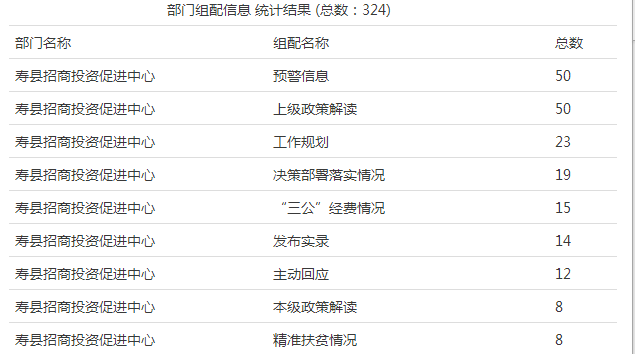 部门组配信息 统计结果 (总数：324)
部门名称 组配名称 总数
寿县招商投资促进中心 预警信息 50
寿县招商投资促进中心 上级政策解读 50
寿县招商投资促进中心 工作规划 23
寿县招商投资促进中心 决策部署落实情况 19
寿县招商投资促进中心 “三公”经费情况 15
寿县招商投资促进中心 发布实录 14
寿县招商投资促进中心 主动回应 12
寿县招商投资促进中心 本级政策解读 8
寿县招商投资促进中心 精准扶贫情况 8